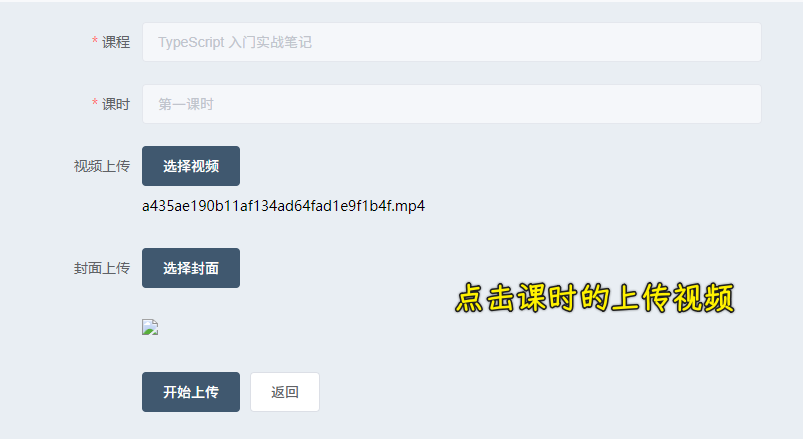 * 课程 TypeScript 入门实战笔记
* 课时 第一课时
视频上传 选择视频
a435ae190b11af134ad64fad1e9f1b4f.mp4
封面上传 选择封面
点击课时的上传视频
开始上传 返回